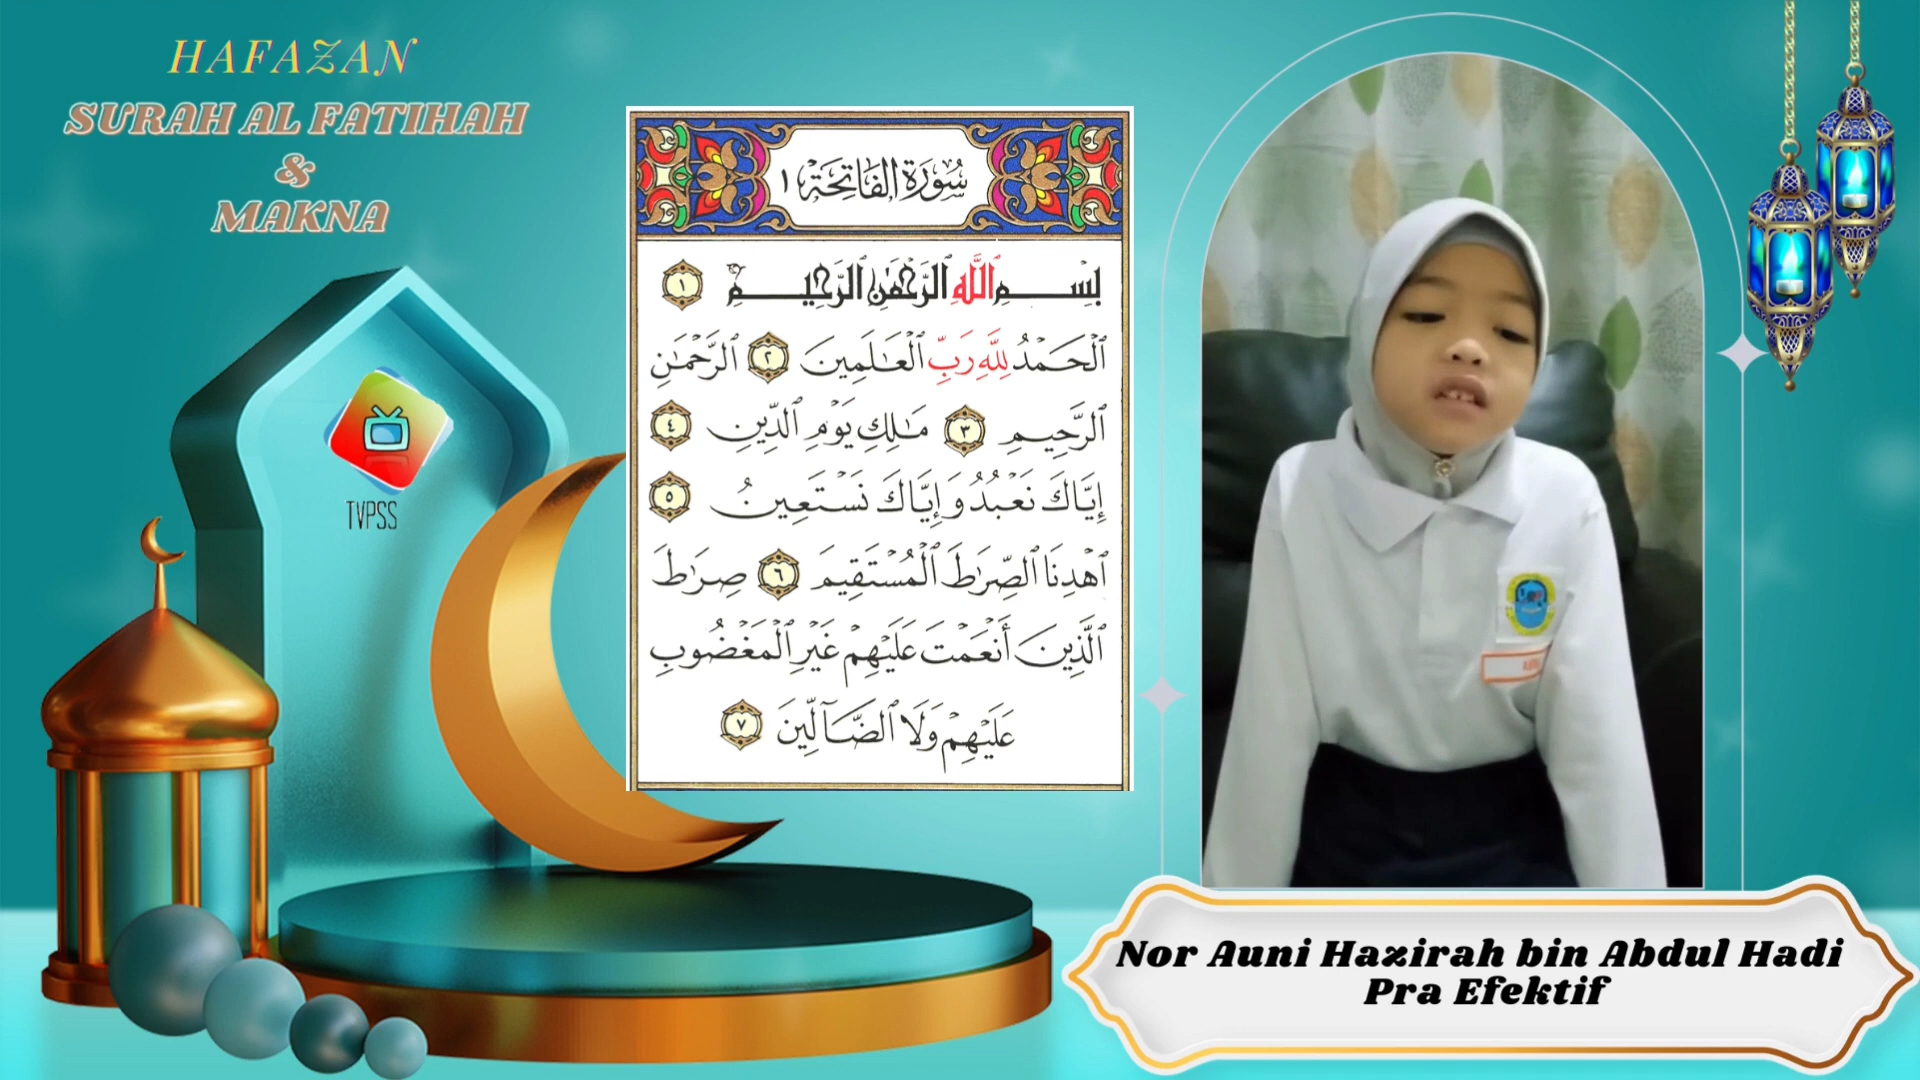 HAFAZAN
SURAH AL FATIHAH
&
MAKNA
TVPSS
سُورَةُ الفَاتِحَة ١
بِسْمِ ٱللَّهِ ٱلرَّحْمَٰنِ ٱلرَّحِيمِ ١
ٱلْحَمْدُ لِلَّهِ رَبِّ ٱلْعَٰلَمِينَ ٢ ٱلرَّحْمَٰنِ
ٱلرَّحِيمِ ٣ مَٰلِكِ يَوْمِ ٱلدِّينِ ٤
إِيَّاكَ نَعْبُدُ وَإِيَّاكَ نَسْتَعِينُ ٥
ٱهْدِنَا ٱلصِّرَٰطَ ٱلْمُسْتَقِيمَ ٦ صِرَٰطَ
ٱلَّذِينَ أَنْعَمْتَ عَلَيْهِمْ غَيْرِ ٱلْمَغْضُوبِ
عَلَيْهِمْ وَلَا ٱلضَّآلِّينَ ٧
Nor Auni Hazirah bin Abdul Hadi
Pra Efektif